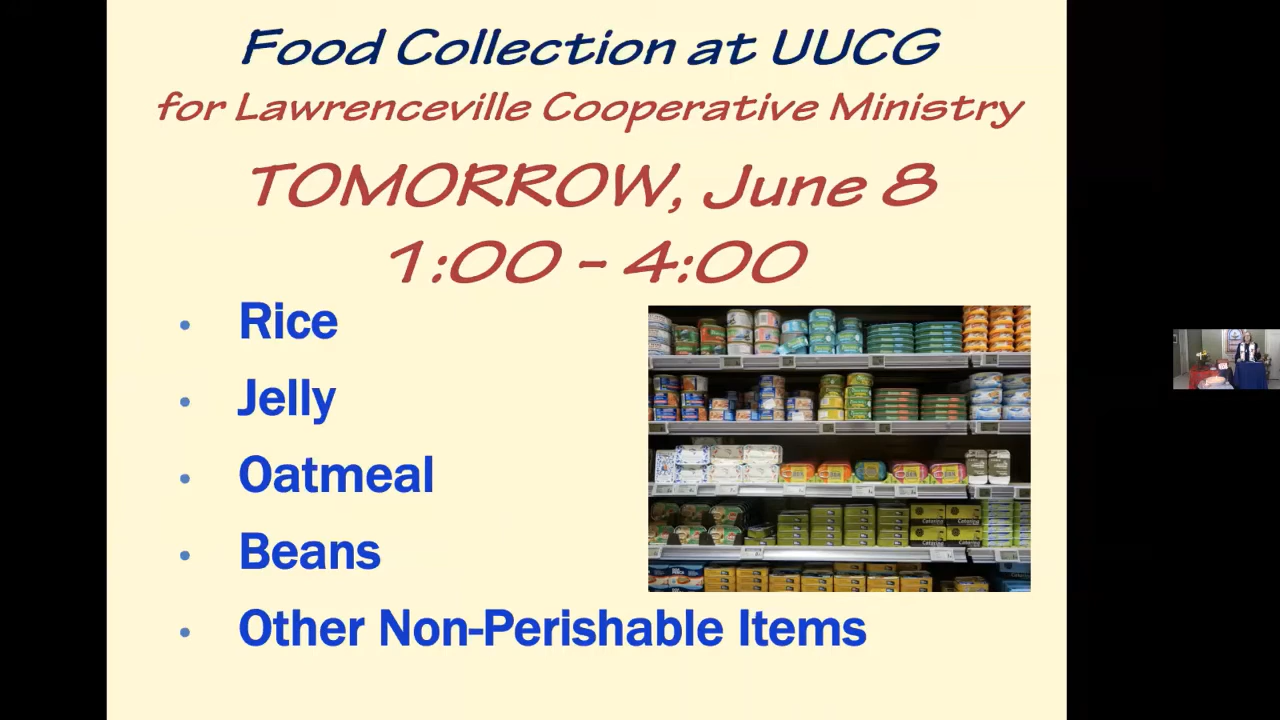 Food Collection at UUCG
for Lawrenceville Cooperative Ministry
TOMORROW, June 8
1:00 - 4:00
• Rice
• Jelly
• Oatmeal
• Beans
• Other Non-Perishable Items